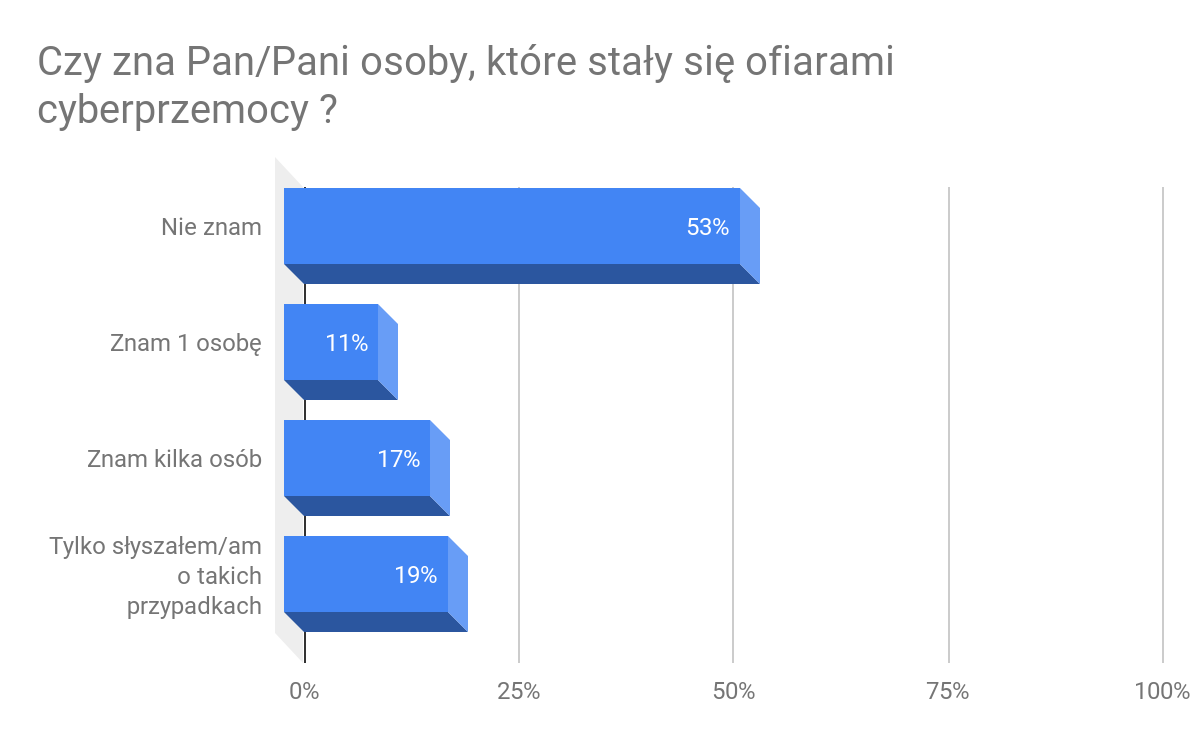 Czy zna Pan/Pani osoby, które stały się ofiarami
cyberprzemocy ?
Nie znam
53%
Znam 1 osobę
11%
Znam kilka osób
17%
Tylko słyszałem/am
o takich
przypadkach
19%
0%
25%
50%
75%
100%